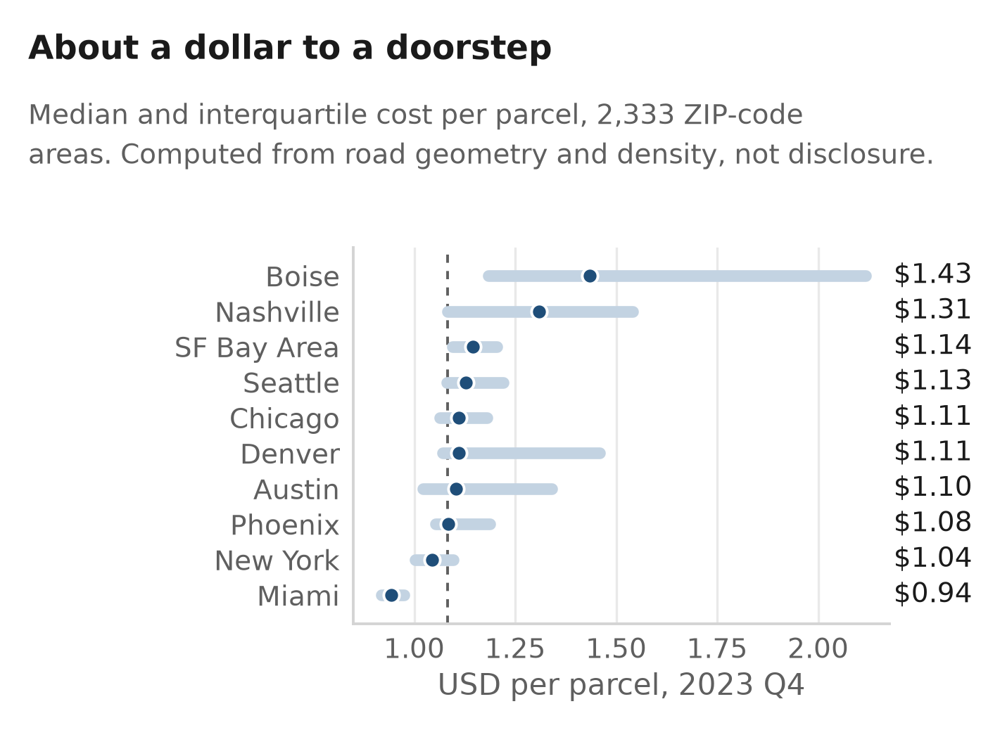 About a dollar to a doorstep
Median and interquartile cost per parcel, 2,333 ZIP-code
areas. Computed from road geometry and density, not disclosure.
Boise $1.43
Nashville $1.31
SF Bay Area $1.14
Seattle $1.13
Chicago $1.11
Denver $1.11
Austin $1.10
Phoenix $1.08
New York $1.04
Miami $0.94
1.00 1.25 1.50 1.75 2.00
USD per parcel, 2023 Q4